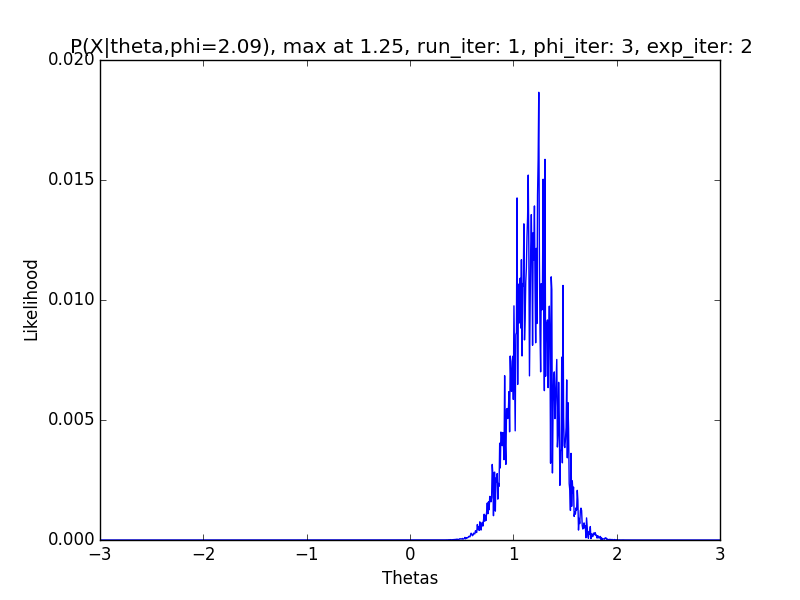 P(X|theta,phi=2.09), max at 1.25, run_iter: 1, phi_iter: 3, exp_iter: 2
0.020
0.015
0.010
0.005
0.000
Likelihood
−3 −2 −1 0 1 2 3
Thetas